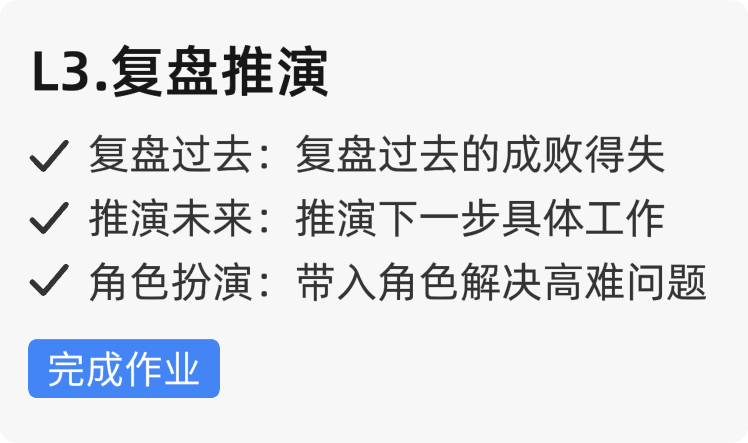 L3.复盘推演
复盘过去：复盘过去的成败得失
推演未来：推演下一步具体工作
角色扮演：带入角色解决高难问题
完成作业